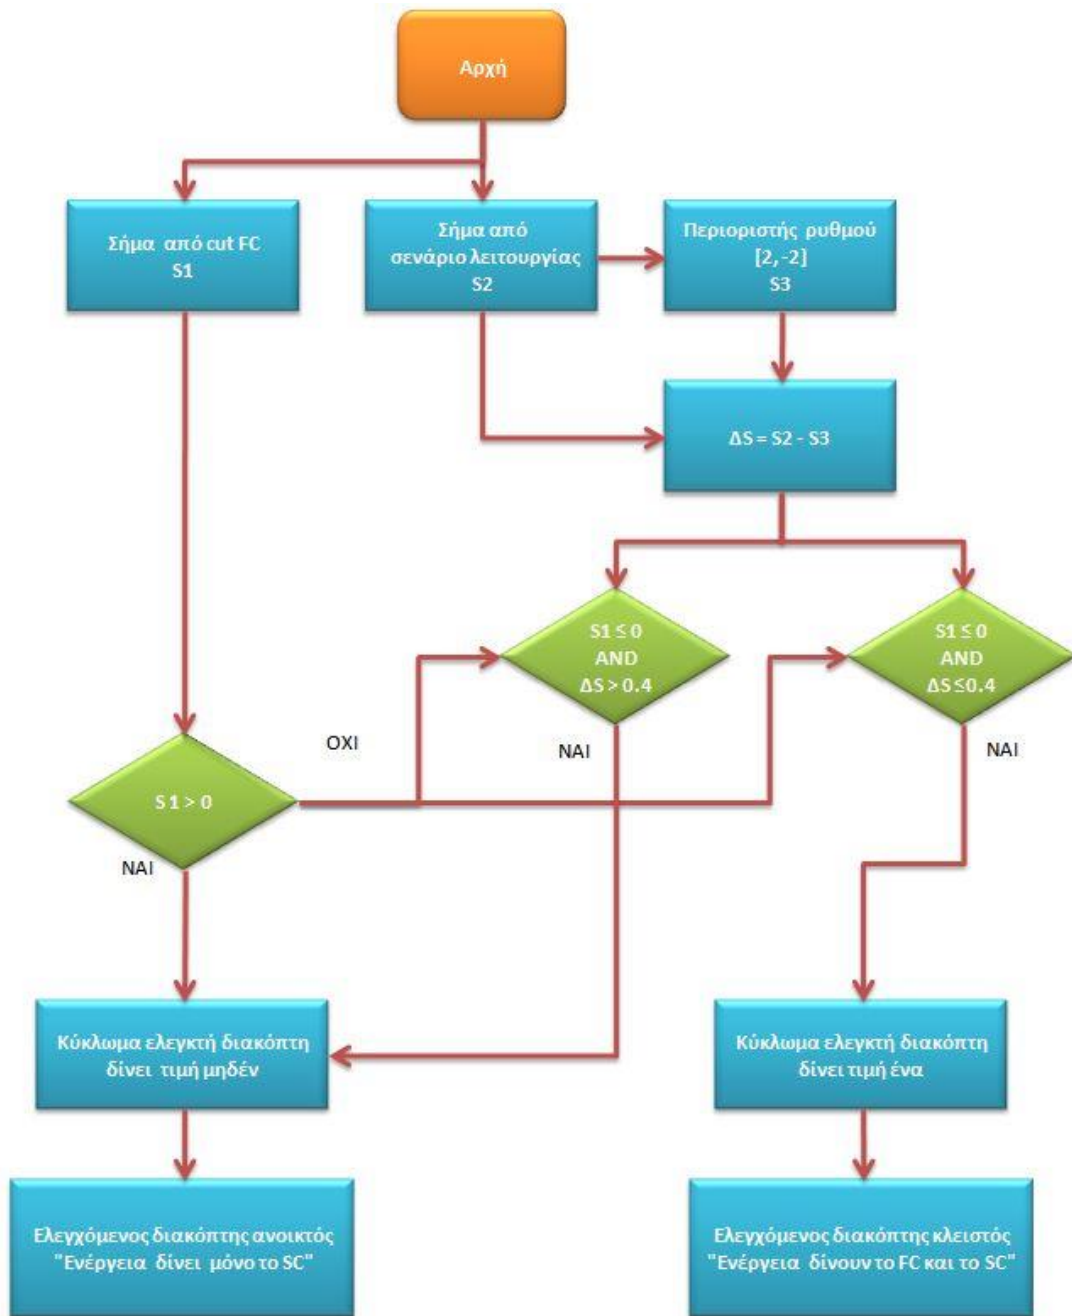 Αρχή
Σήμα από cut FC
S1
Σήμα από
σενάριο λειτουργίας
S2
Περιοριστής ρυθμού
[2, -2]
S3
ΔS = S2 - S3
S1 ≤ 0
AND
ΔS > 0.4
S1 ≤ 0
AND
ΔS ≤0.4
ΟΧΙ
ΝΑΙ
ΝΑΙ
S 1 > 0
ΝΑΙ
Κύκλωμα ελεγκτή διακόπτη
δίνει τιμή μηδέν
Κύκλωμα ελεγκτή διακόπτη
δίνει τιμή ένα
Ελεγχόμενος διακόπτης ανοικτός
"Ενέργεια δίνει μόνο το SC"
Ελεγχόμενος διακόπτης κλειστός
"Ενέργεια δίνουν το FC και το SC"